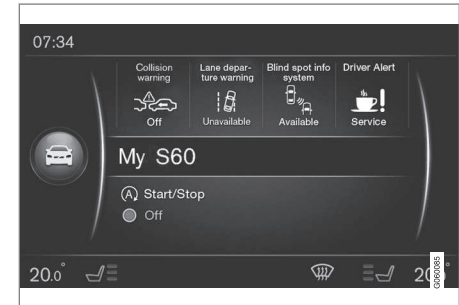 07:34
Collision
warning
Off
Lane depar-
ture warning
Unavailable
Blind spot info
system
Available
Driver Alert
Service
My S60
A Start/Stop
Off
20.0°
20
G060085